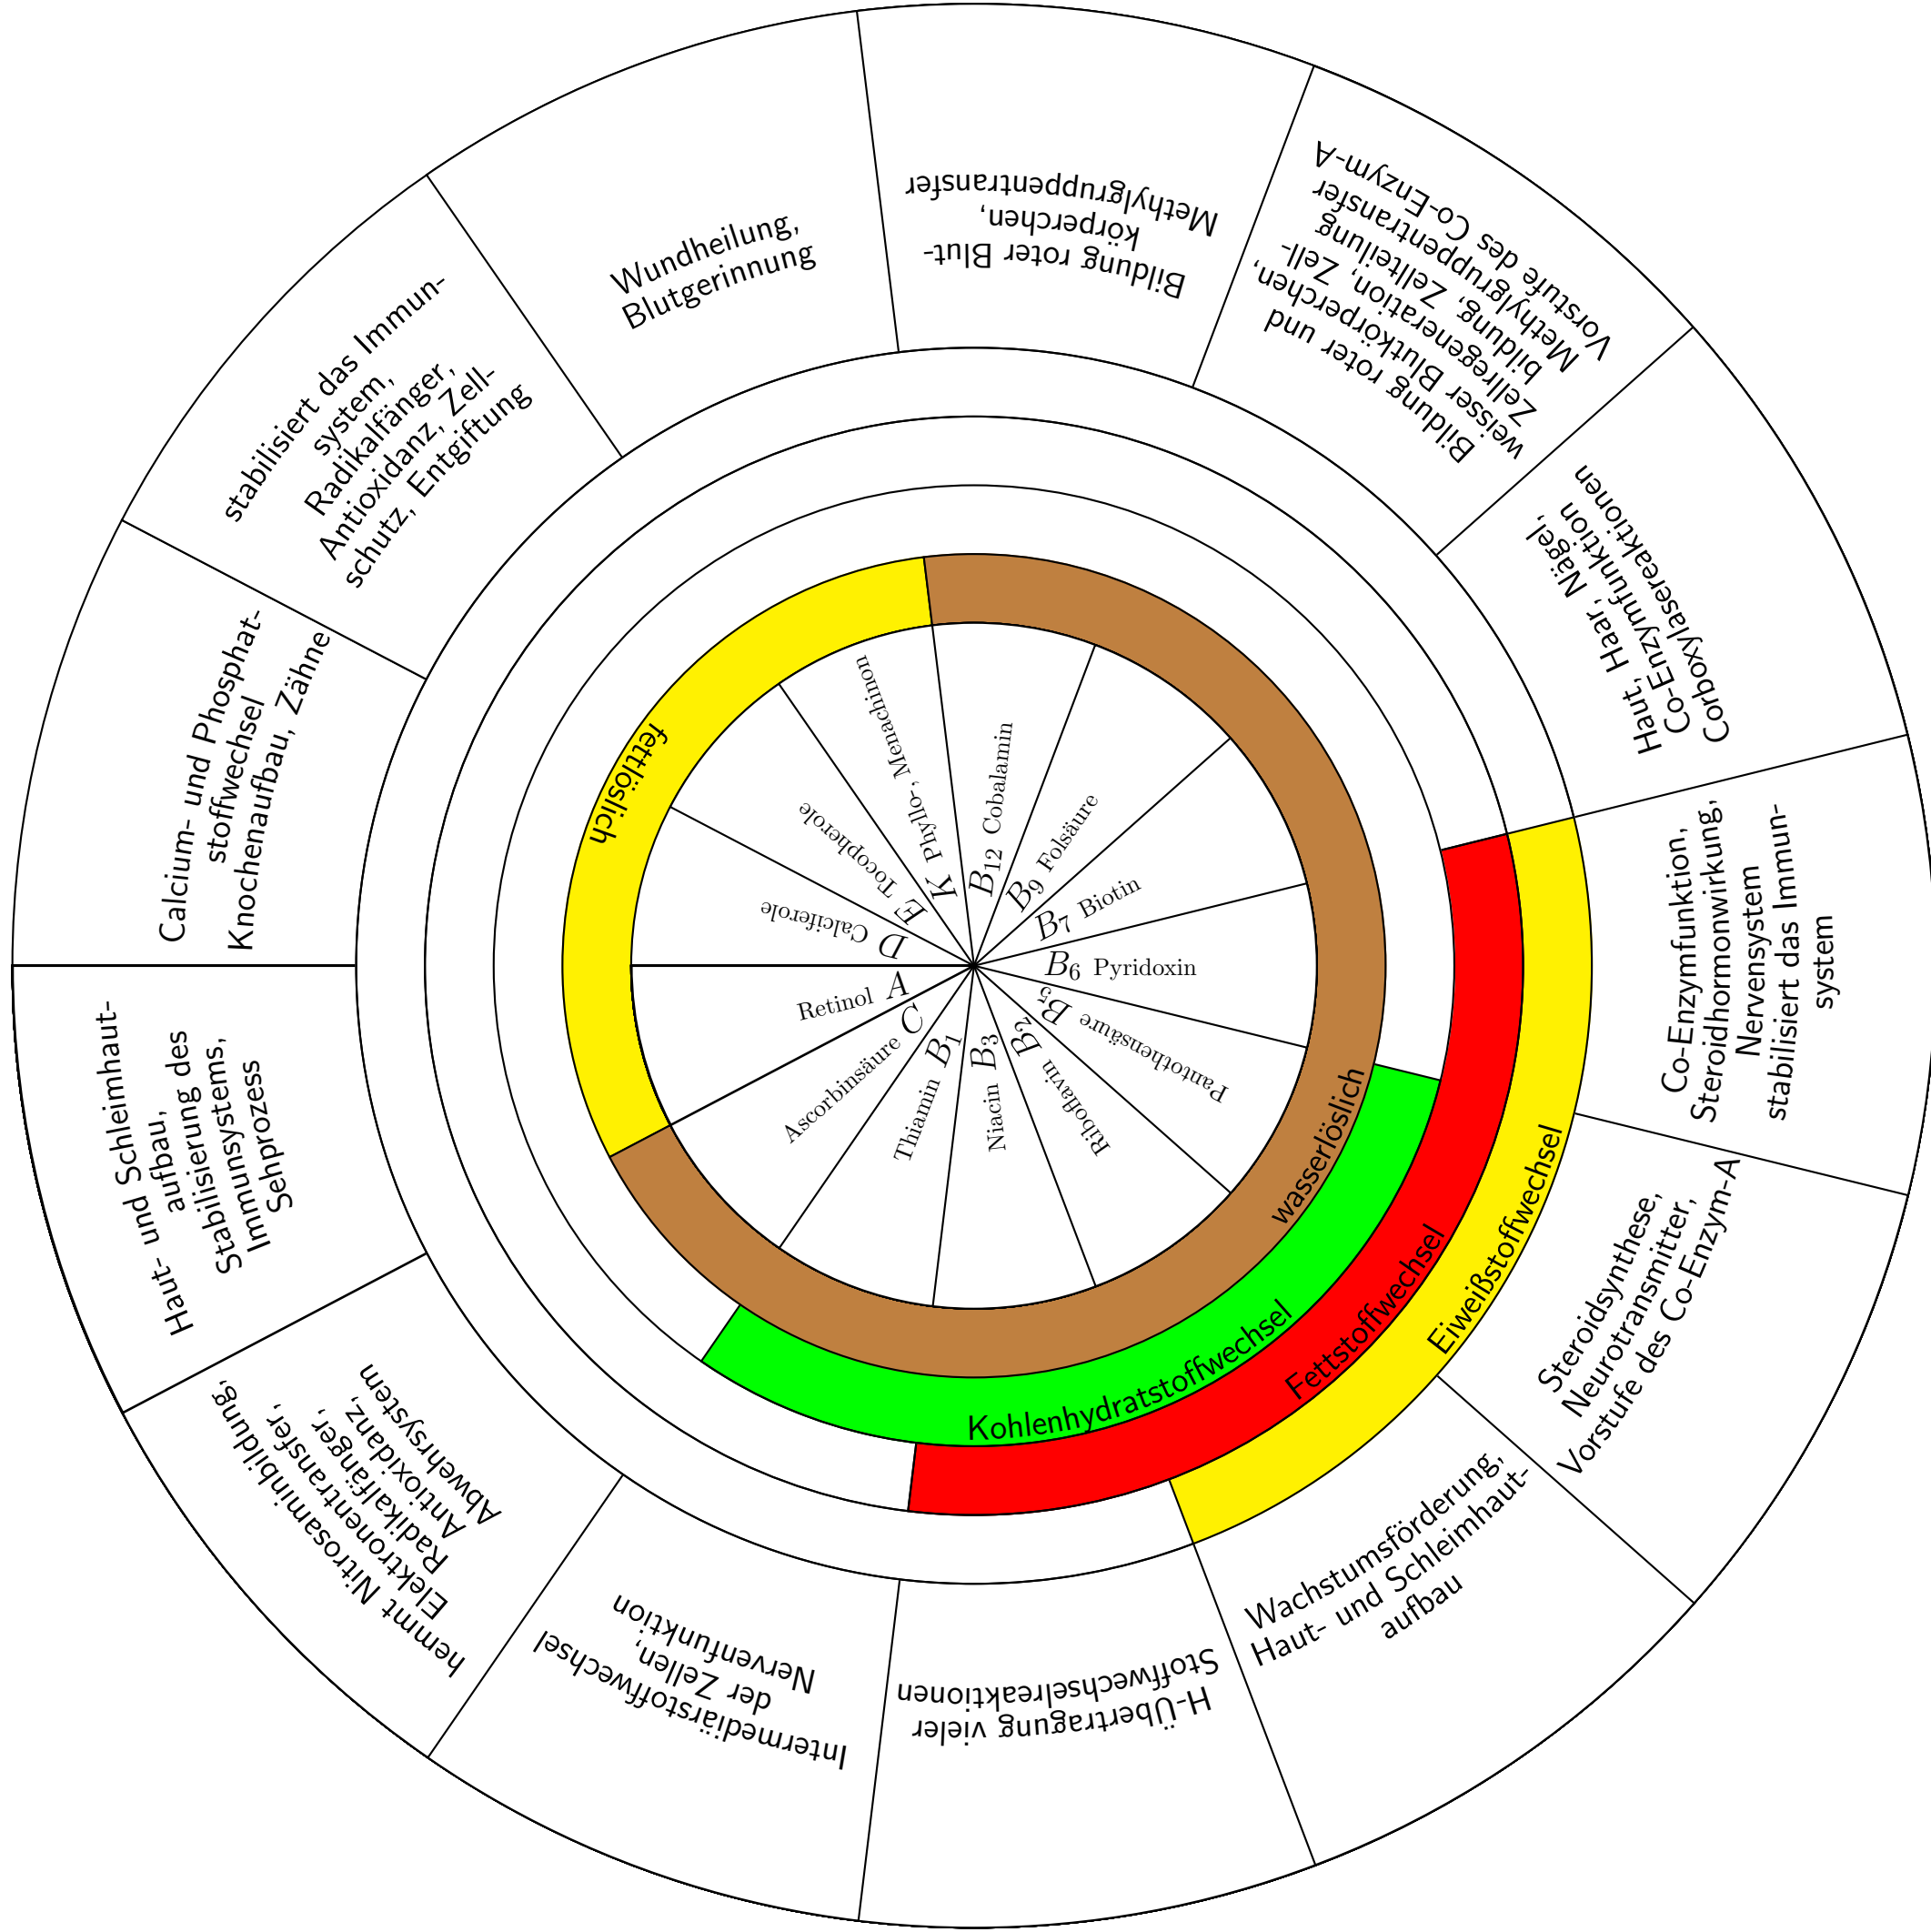 Bildung roter Blut-
körperchen,
Methylgruppentransfer
Bildung roter und
weisser Blutkörperchen,
Zellregeneration, Zell-
bildung, Zellteilung
Methylgruppentransfer
Vorstufe des Co-Enzym-A
Haut, Haar, Nägel,
Co-Enzymfunktion
Corboxylasereaktionen
Co-Enzymfunktion,
Steroidhormonwirkung,
Nervensystem
stabilisiert das Immun-
system
Steroidsynthese,
Neurotransmitter,
Vorstufe des Co-Enzym-A
Wachstumsförderung,
Haut- und Schleimhaut-
aufbau
H-Übertragung vieler
Stoffwechselreaktionen
Intermediärstoffwechsel
der Zellen,
Nervenfunktion
hemmt Nitrosaminbildung,
Elektronentransfer,
Radikalfänger,
Antioxidanz,
Abwehrsystem
Haut- und Schleimhaut-
aufbau,
Stabilisierung des
Immunsystems,
Sehprozess
Calcium- und Phosphat-
stoffwechsel
Knochenaufbau, Zähne
stabilisiert das Immun-
system,
Radikalfänger,
Antioxidanz, Zell-
schutz, Entgiftung
Wundheilung,
Blutgerinnung
fettlöslich
wasserlöslich
Kohlenhydratstoffwechsel
Fettstoffwechsel
Eiweißstoffwechsel
B12 Cobalamin
B9 Folsäure
B7 Biotin
B6 Pyridoxin
B5 Pantothensäure
B2 Riboflavin
Niacin B3
Thiamin B1
Ascorbinsäure C
Retinol A
D Calciferole
E Tocopherole
K Phyllo-, Menachinon